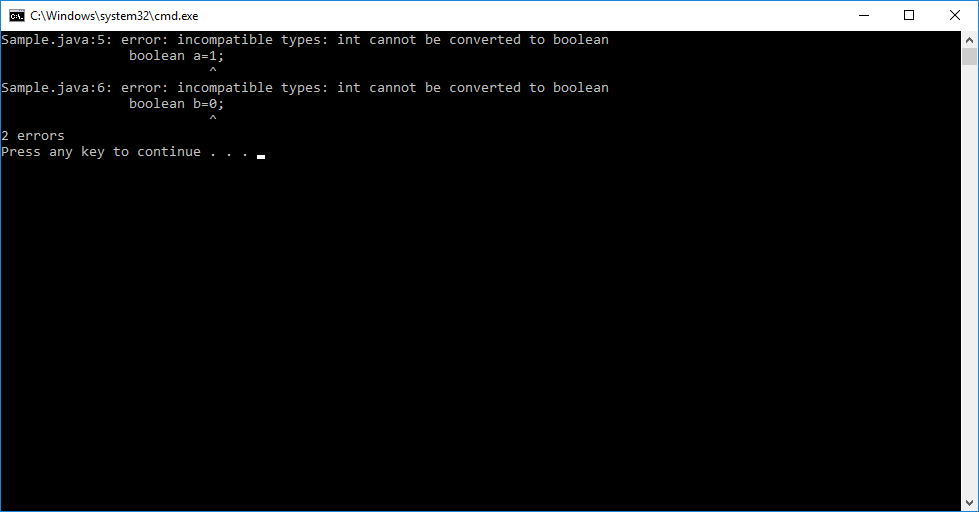 C:\Windows\system32\cmd.exe
Sample.java:5: error: incompatible types: int cannot be converted to boolean
                boolean a=1;
                          ^
Sample.java:6: error: incompatible types: int cannot be converted to boolean
                boolean b=0;
                          ^
2 errors
Press any key to continue . . .